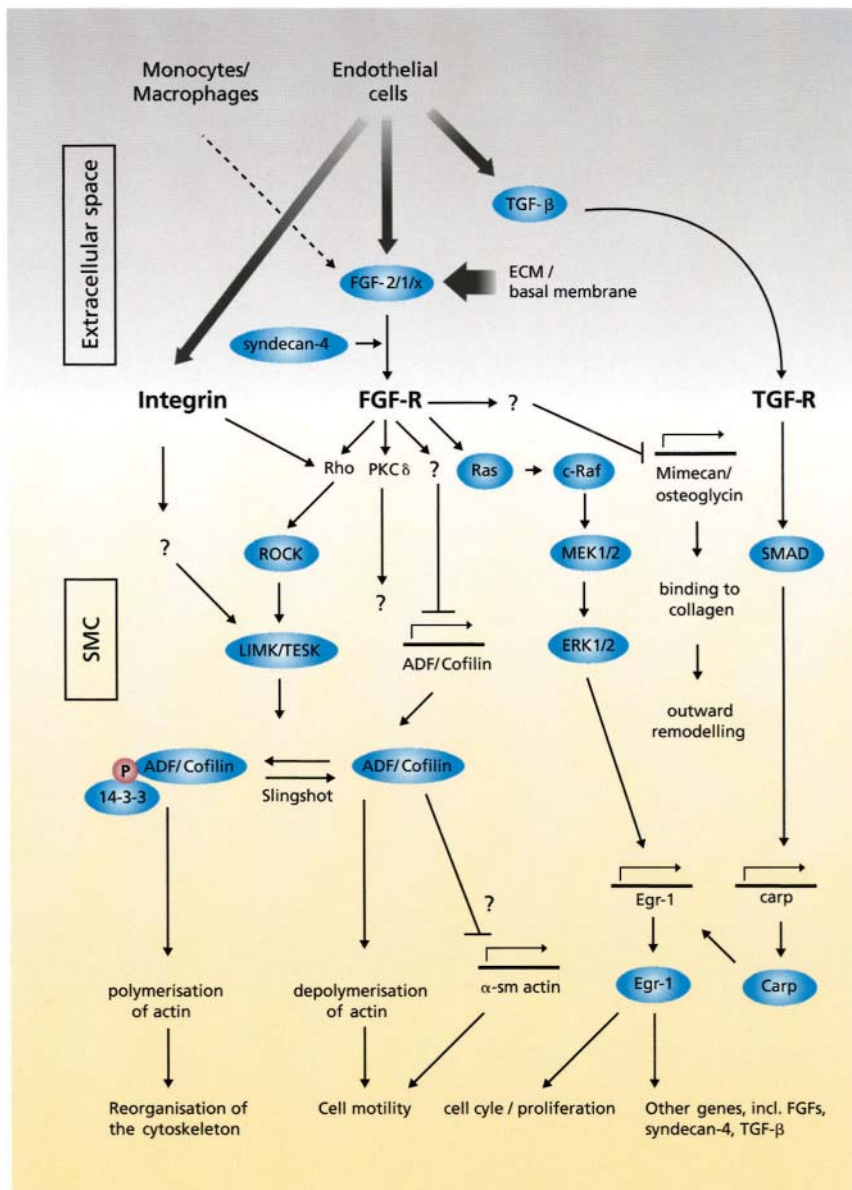 Monocytes/
Macrophages
Endothelial
cells
Extracellular space
TGF-β
FGF-2/1/x
ECM /
basal membrane
syndecan-4
Integrin
FGF-R
?
TGF-R
Rho
PKC δ
?
Ras
c-Raf
Mimecan/
osteoglycin
?
ROCK
MEK1/2
SMAD
?
binding to
collagen
SMC
LIMK/TESK
ADF/Cofilin
ERK1/2
outward
remodelling
P
ADF/Cofilin
14-3-3
Slingshot
ADF/Cofilin
?
Egr-1
carp
polymerisation
of actin
depolymerisation
of actin
α-sm actin
Egr-1
Carp
Reorganisation of
the cytoskeleton
Cell motility
cell cyle / proliferation
Other genes, incl. FGFs,
syndecan-4, TGF-β